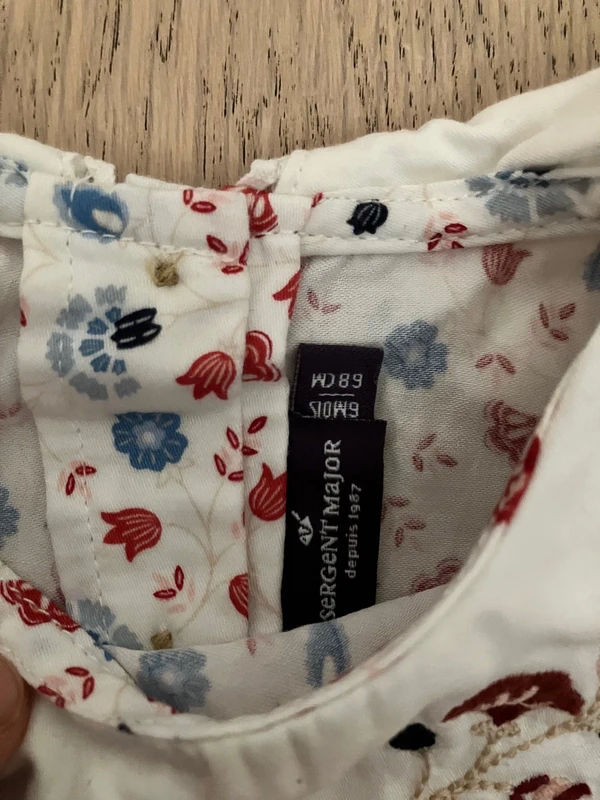 68 CM
6 MOIS
SERGENT MAJOR
depuis 1987